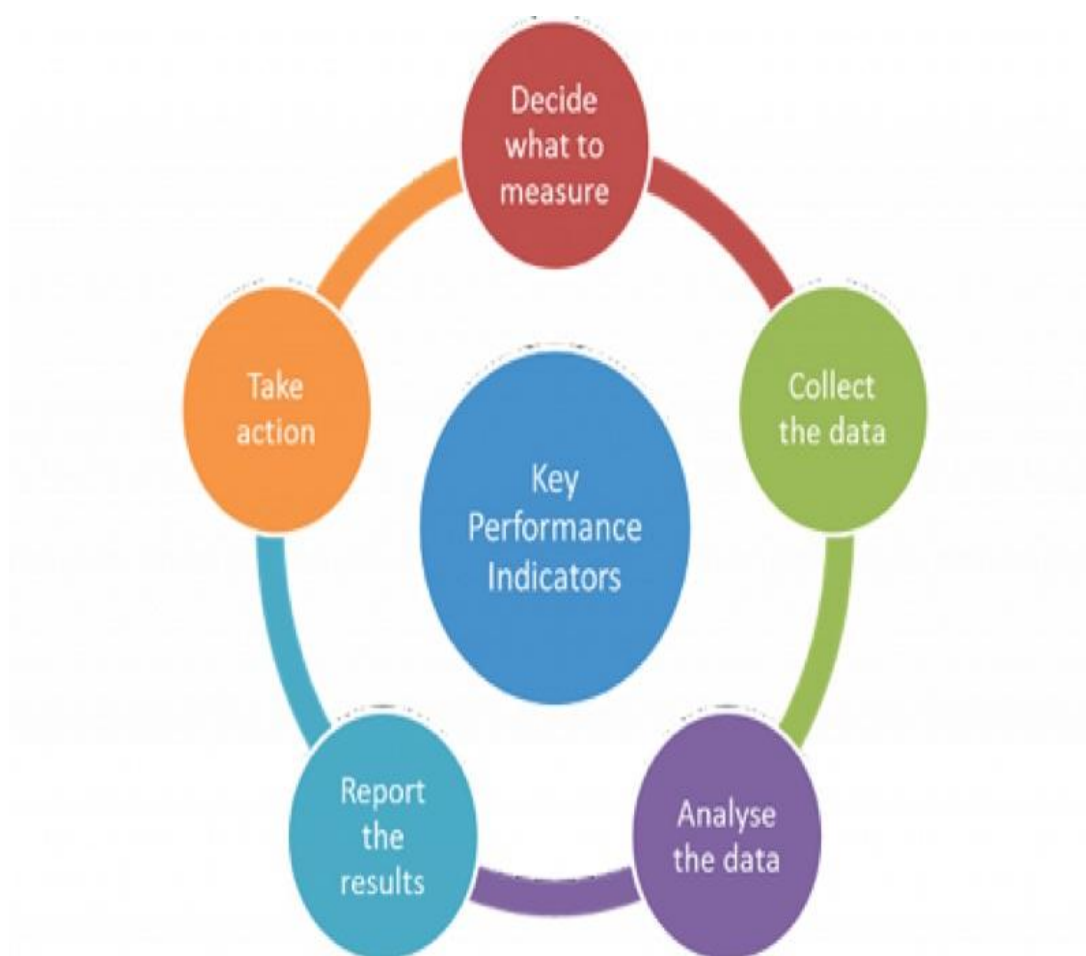 Decide
what to
measure
Collect
the data
Analyse
the data
Report
the
results
Take
action
Key
Performance
Indicators